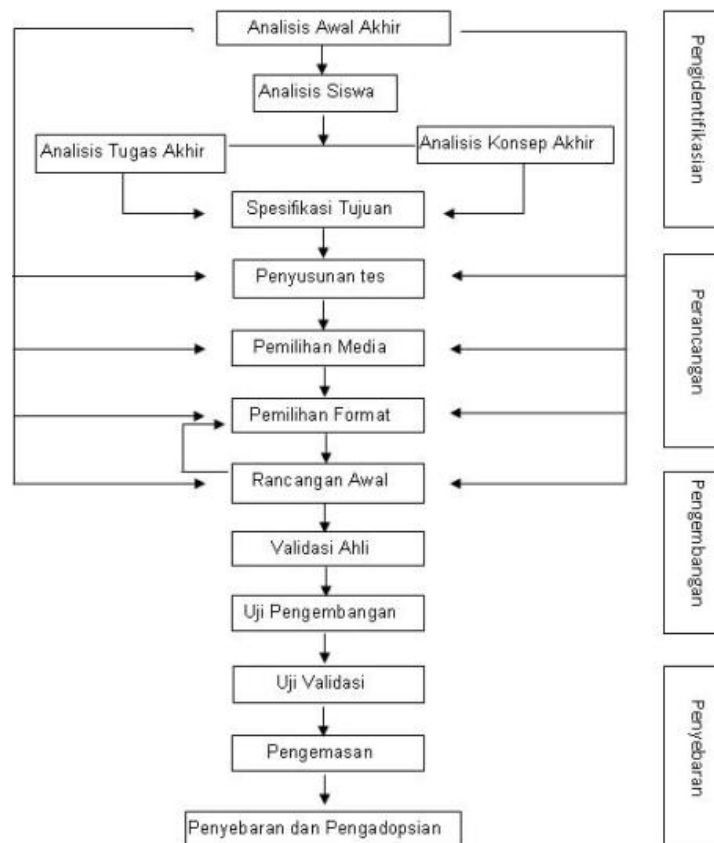 Analisis Awal Akhir
Analisis Siswa
Analisis Tugas Akhir
Analisis Konsep Akhir
Spesifikasi Tujuan
Penyusunan tes
Pemilihan Media
Pemilihan Format
Rancangan Awal
Validasi Ahli
Uji Pengembangan
Uji Validasi
Pengemasan
Penyebaran dan Pengadopsian
Pengidentifikasian
Perancangan
Pengembangan
Penyebaran